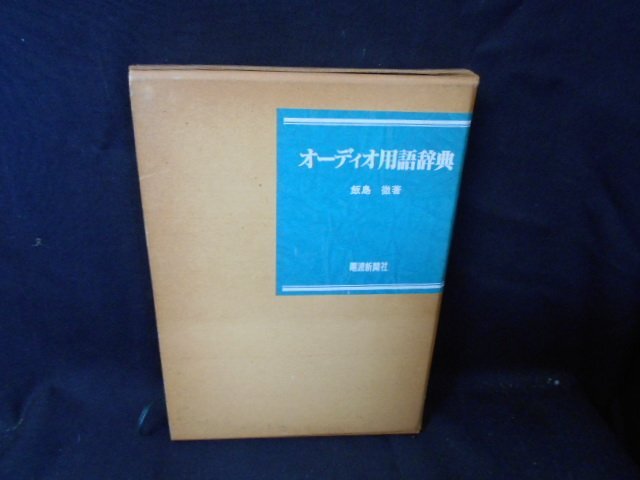 オーディオ用語辞典
飯島 徹著
電波新聞社